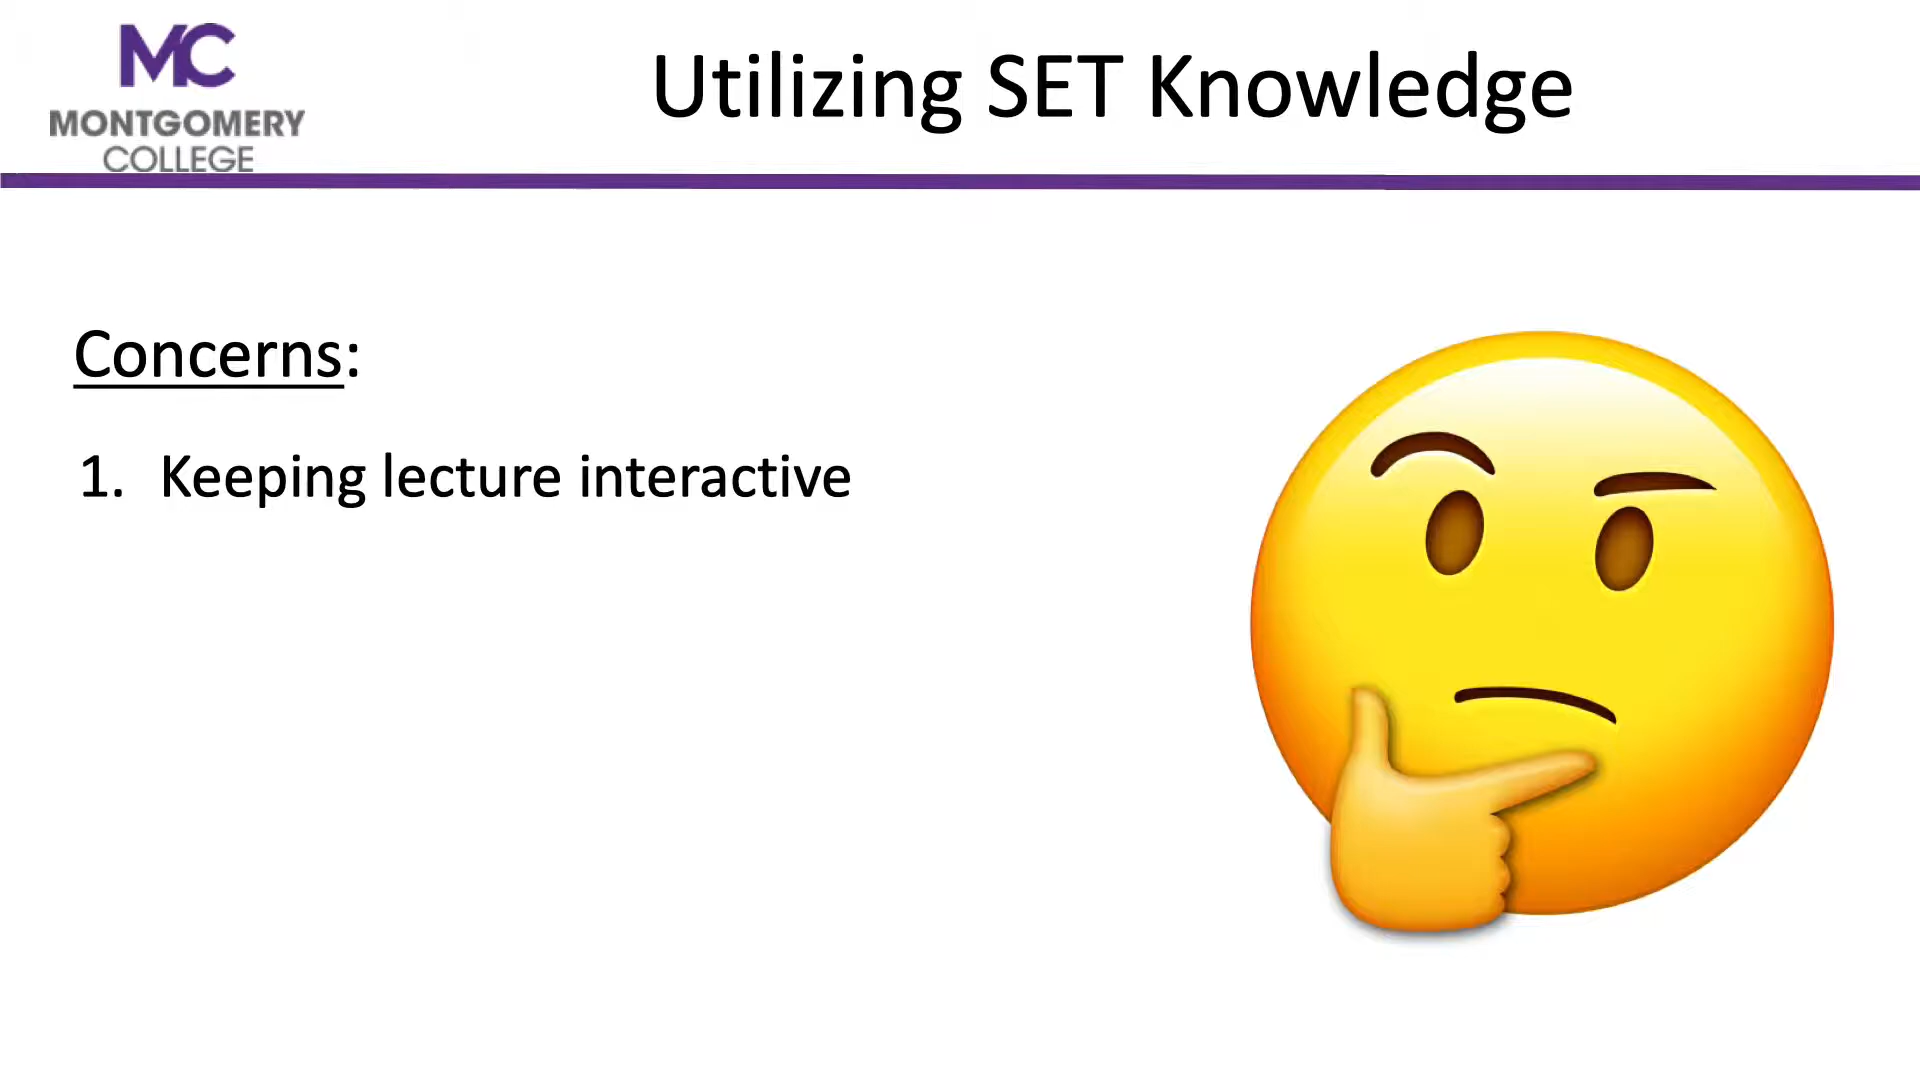 MC
MONTGOMERY
COLLEGE
Utilizing SET Knowledge
Concerns:
1. Keeping lecture interactive